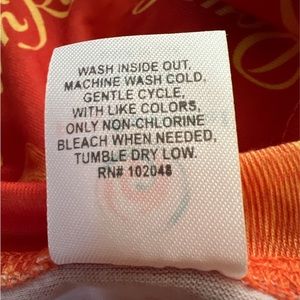 WASH INSIDE OUT,
MACHINE WASH COLD,
GENTLE CYCLE,
WITH LIKE COLORS,
ONLY NON-CHLORINE
BLEACH WHEN NEEDED,
TUMBLE DRY LOW.
RN# 102048